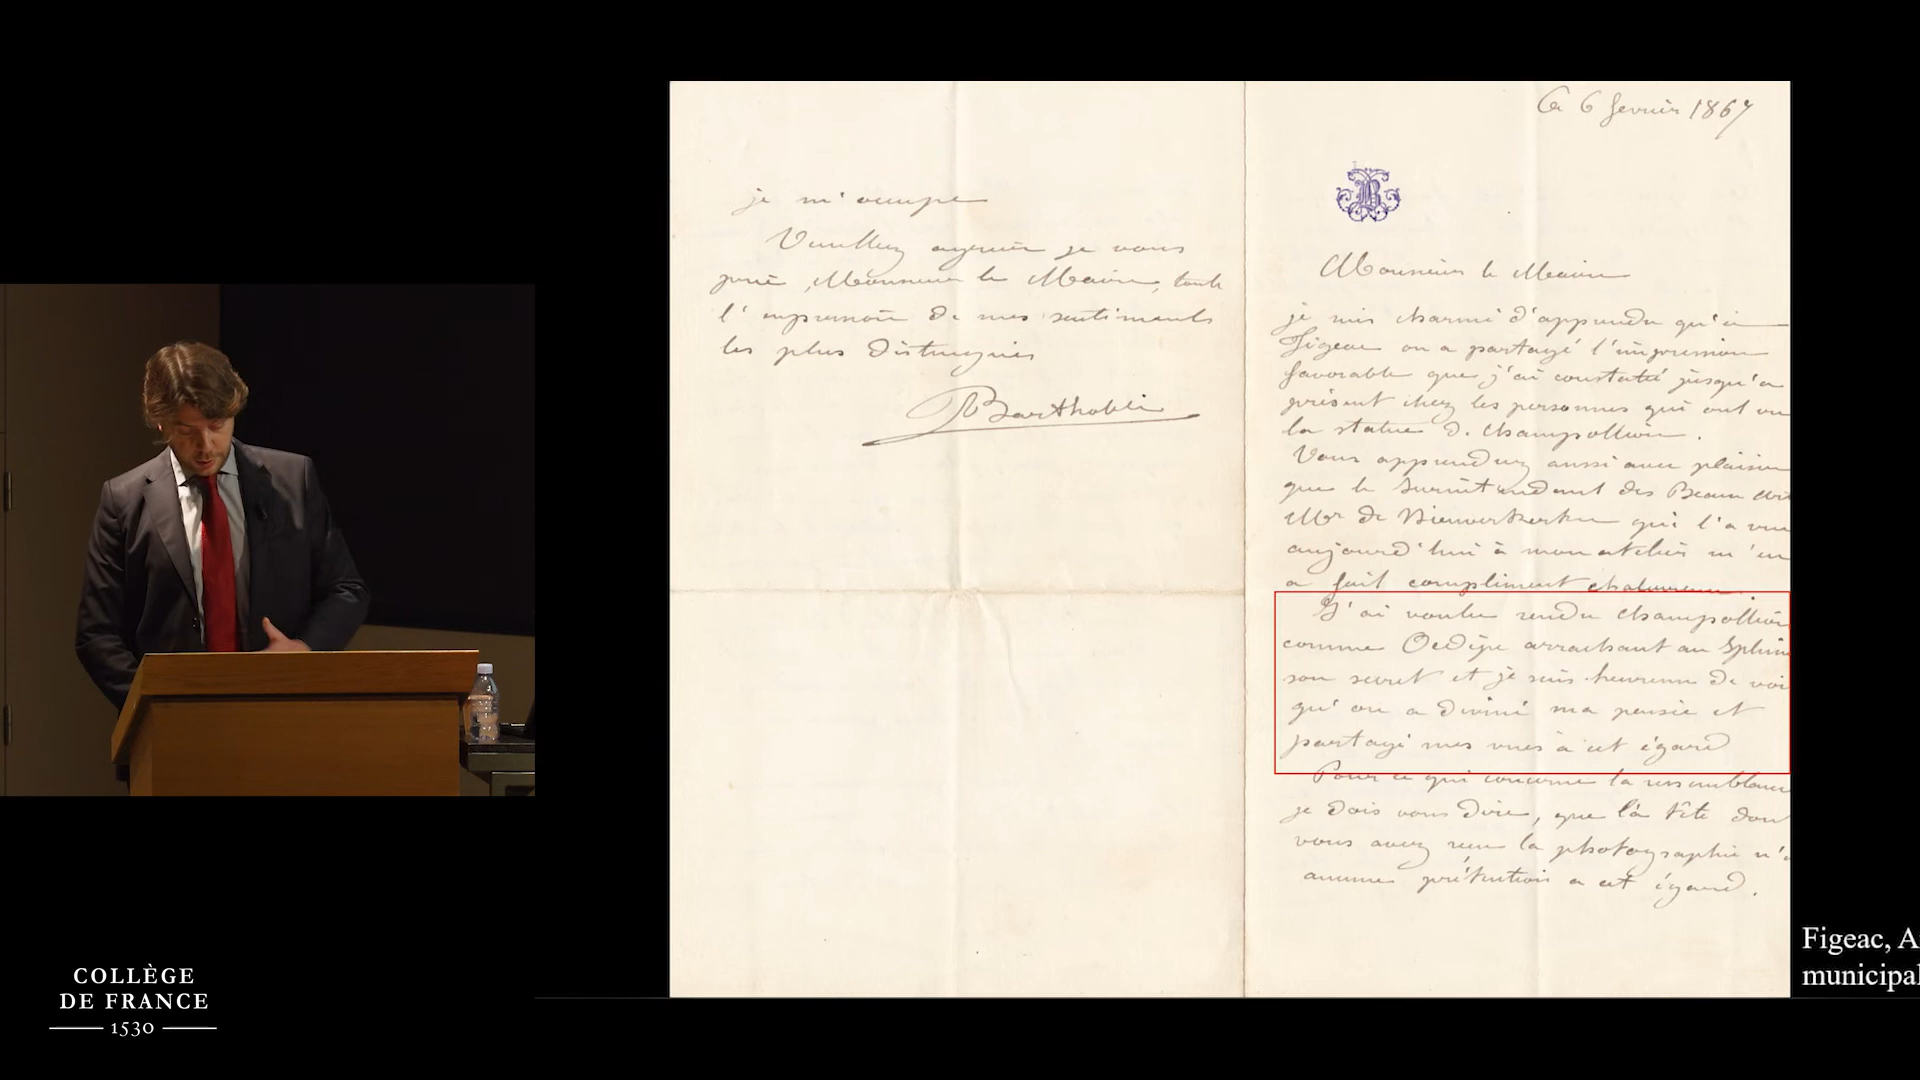 je m'occupe
Veuillez agréer je vous
prie, Monsieur le Maire, toute
l'expression de mes sentiments
les plus distingués
Bartholdi
Ce 6 fevrier 1867
B
Monsieur le Maire
je suis charmé d'apprendre qu'à
Figeac on a partagé l'impression
favorable que j'ai constaté jusqu'a
présent chez les personnes qui ont vu
la statue de Champollion.
Vous apprendrez aussi avec plaisir
que le Surintendant des Beaux Arts
Mr de Nieuwerkerke qui l'a vue
aujourd'hui à mon atelier m'en
a fait compliment chaleureux
J'ai voulu rendre Champollion
comme Oedipe arrachant au Sphinx
son secret et je suis heureux de voir
qu'on a deviné ma pensée et
partagé mes vues à cet égard
Pour ce qui concerne la ressemblance
je dois vous dire, que la tête dont
vous avez reçu la photographie n'a
aucune prétention a cet égard.
Figeac, A
municipal
COLLÈGE
DE FRANCE
1530